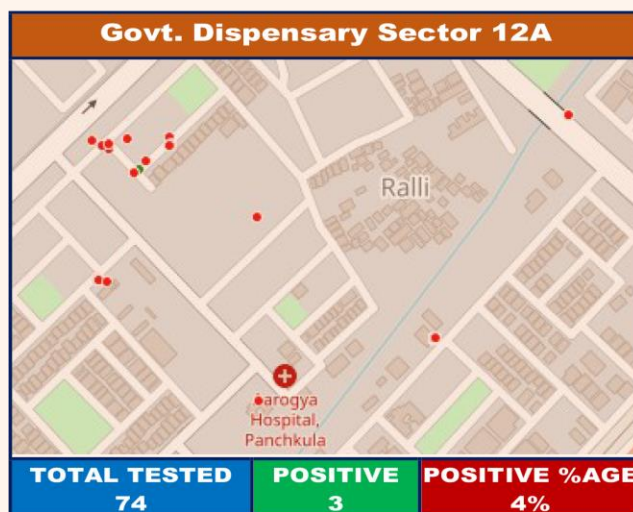 Govt. Dispensary Sector 12A
Ralli
Aarogya
Hospital,
Panchkula
TOTAL TESTED
74
POSITIVE
3
POSITIVE %AGE
4%